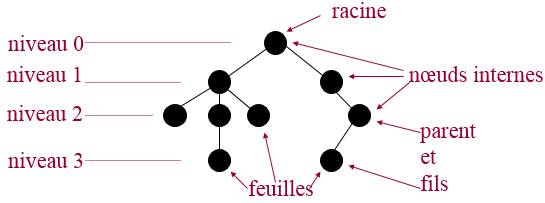 racine
niveau 0
niveau 1
nœuds internes
niveau 2
parent
et
fils
niveau 3
feuilles